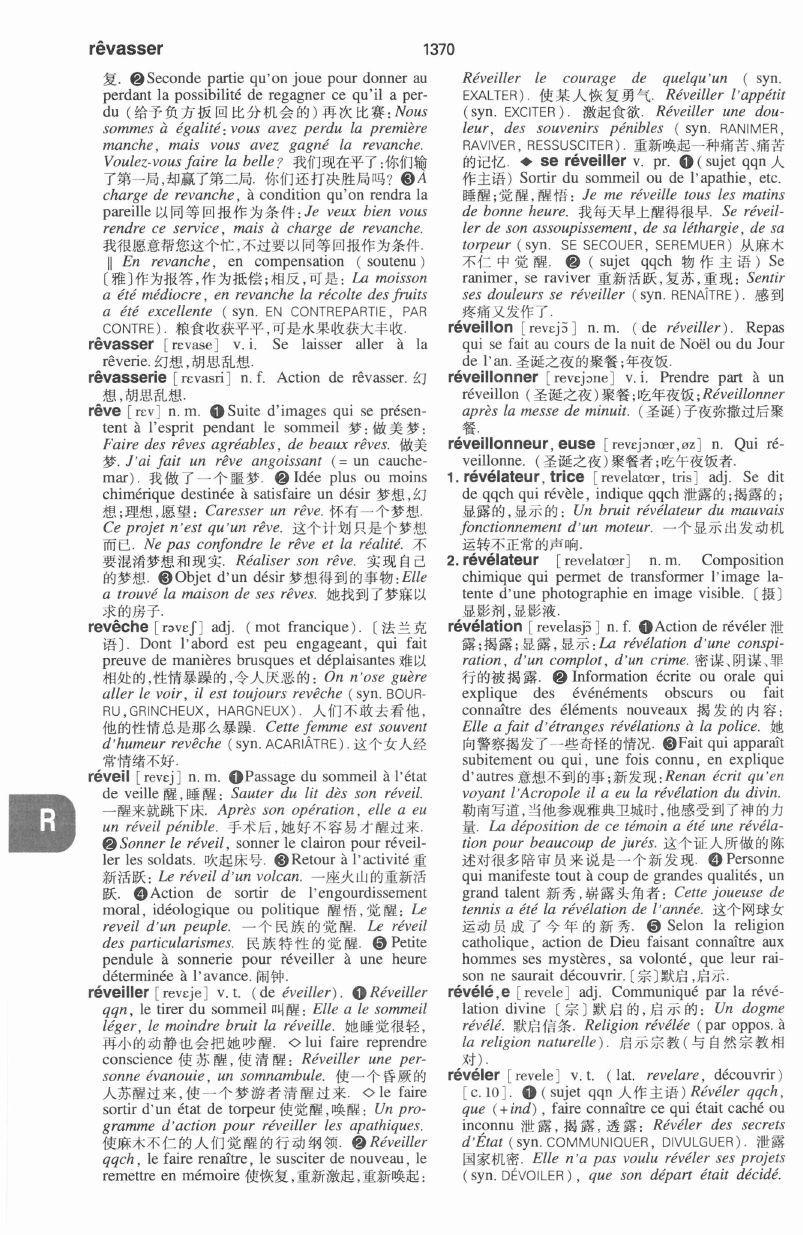 rêvasser
1370
复. ❷Seconde partie qu'on joue pour donner au
perdant la possibilité de regagner ce qu'il a per-
du (给予负方扳回比分机会的)再次比赛:Nous
sommes à égalité: vous avez perdu la première
manche, mais vous avez gagné la revanche.
Voulez-vous faire la belle? 我们现在平了;你们输
了第一局,却赢了第二局. 你们还打决胜局吗? ❸À
charge de revanche, à condition qu'on rendra la
pareille 以同等回报作为条件:Je veux bien vous
rendre ce service, mais à charge de revanche.
我很愿意帮您这个忙,不过要以同等回报作为条件.
‖ En revanche, en compensation (soutenu)
〔雅〕作为报答,作为抵偿;相反,可是: La moisson
a été médiocre, en revanche la récolte des fruits
a été excellente (syn. EN CONTREPARTIE, PAR
CONTRE). 粮食收获平平,可是水果收获大丰收.
rêvasser [rɛvase] v.i. Se laisser aller à la
rêverie. 幻想,胡思乱想.
rêvasserie [rɛvasri] n.f. Action de rêvasser. 幻
想,胡思乱想.
rêve [rɛv] n.m. ❶Suite d'images qui se présen-
tent à l'esprit pendant le sommeil 梦;做美梦:
Faire des rêves agréables, de beaux rêves. 做美
梦. J'ai fait un rêve angoissant (= un cauche-
mar). 我做了一个噩梦. ❷Idée plus ou moins
chimérique destinée à satisfaire un désir 梦想,幻
想;理想,愿望: Caresser un rêve. 怀有一个梦想.
Ce projet n'est qu'un rêve. 这个计划只是个梦想
而已. Ne pas confondre le rêve et la réalité. 不
要混淆梦想和现实. Réaliser son rêve. 实现自己
的梦想. ❸Objet d'un désir 梦想得到的事物:Elle
a trouvé la maison de ses rêves. 她找到了梦寐以
求的房子.
revêche [rəvɛʃ] adj. (mot francique). 〔法兰克
语〕. Dont l'abord est peu engageant, qui fait
preuve de manières brusques et déplaisantes 难以
相处的,性情暴躁的,令人厌恶的: On n'ose guère
aller le voir, il est toujours revêche (syn. BOUR-
RU,GRINCHEUX, HARGNEUX). 人们不敢去看他,
他的性情总是那么暴躁. Cette femme est souvent
d'humeur revêche (syn. ACARIÂTRE).这个女人经
常情绪不好.
réveil [revɛj] n.m. ❶Passage du sommeil à l'état
de veille 醒,睡醒: Sauter du lit dès son réveil.
一醒来就跳下床. Après son opération, elle a eu
un réveil pénible. 手术后,她好不容易才醒过来.
❷Sonner le réveil, sonner le clairon pour réveil-
ler les soldats. 吹起床号. ❸Retour à l'activité 重
新活跃: Le réveil d'un volcan. 一座火山的重新活
跃. ❹Action de sortir de l'engourdissement
moral, idéologique ou politique 醒悟,觉醒: Le
reveil d'un peuple. 一个民族的觉醒. Le réveil
des particularismes. 民族特性的觉醒. ❺Petite
pendule à sonnerie pour réveiller à une heure
déterminée à l'avance. 闹钟.
réveiller [revɛje] v.t. (de éveiller). ❶Réveiller
qqn, le tirer du sommeil 叫醒: Elle a le sommeil
léger, le moindre bruit la réveille. 她睡觉很轻,
再小的动静也会把她吵醒. ◇lui faire reprendre
conscience 使苏醒,使清醒: Réveiller une per-
sonne évanouie, un somnambule. 使一个昏厥的
人苏醒过来,使一个梦游者清醒过来. ◇le faire
sortir d'un état de torpeur 使觉醒,唤醒: Un pro-
gramme d'action pour réveiller les apathiques.
使麻木不仁的人们觉醒的行动纲领. ❷Réveiller
qqch, le faire renaître, le susciter de nouveau, le
remettre en mémoire 使恢复,重新激起,重新唤起:
R
Réveiller le courage de quelqu'un (syn.
EXALTER). 使某人恢复勇气. Réveiller l'appétit
(syn. EXCITER). 激起食欲. Réveiller une dou-
leur, des souvenirs pénibles (syn. RANIMER,
RAVIVER, RESSUSCITER). 重新唤起一种痛苦、痛苦
的记忆. ◆ se réveiller v. pr. ❶(sujet qqn 人
作主语) Sortir du sommeil ou de l'apathie, etc.
睡醒;觉醒,醒悟: Je me réveille tous les matins
de bonne heure. 我每天早上醒得很早. Se réveil-
ler de son assoupissement, de sa léthargie, de sa
torpeur (syn. SE SECOUER, SEREMUER) 从麻木
不仁中觉醒. ❷ (sujet qqch 物作主语) Se
ranimer, se raviver 重新活跃,复苏,重现: Sentir
ses douleurs se réveiller (syn. RENAÎTRE). 感到
疼痛又发作了.
réveillon [revɛjɔ̃] n.m. (de réveiller). Repas
qui se fait au cours de la nuit de Noël ou du Jour
de l'an. 圣诞之夜的聚餐;年夜饭.
réveillonner [revɛjɔne] v.i. Prendre part à un
réveillon (圣诞之夜)聚餐;吃年夜饭:Réveillonner
après la messe de minuit. (圣诞)子夜弥撒过后聚
餐.
réveillonneur, euse [revɛjɔnœr,øz] n. Qui ré-
veillonne. (圣诞之夜)聚餐者;吃午夜饭者.
1. révélateur, trice [revelatœr, tris] adj. Se dit
de qqch qui révèle, indique qqch 泄露的;揭露的;
显露的,显示的: Un bruit révélateur du mauvais
fonctionnement d'un moteur. 一个显示出发动机
运转不正常的声响.
2. révélateur [revelatœr] n.m. Composition
chimique qui permet de transformer l'image la-
tente d'une photographie en image visible. 〔摄〕
显影剂,显影液.
révélation [revelasjɔ̃] n.f. ❶Action de révéler 泄
露;揭露;显露,显示:La révélation d'une conspi-
ration, d'un complot, d'un crime. 密谋、阴谋、罪
行的被揭露. ❷ Information écrite ou orale qui
explique des événéments obscurs ou fait
connaître des éléments nouveaux 揭发的内容:
Elle a fait d'étranges révélations à la police. 她
向警察揭发了一些奇怪的情况. ❸Fait qui apparaît
subitement ou qui, une fois connu, en explique
d'autres 意想不到的事;新发现:Renan écrit qu'en
voyant l'Acropole il a eu la révélation du divin.
勒南写道,当他参观雅典卫城时,他感受到了神的力
量. La déposition de ce témoin a été une révéla-
tion pour beaucoup de jurés. 这个证人所做的陈
述对很多陪审员来说是一个新发现. ❹Personne
qui manifeste tout à coup de grandes qualités, un
grand talent 新秀,崭露头角者: Cette joueuse de
tennis a été la révélation de l'année. 这个网球女
运动员成了今年的新秀. ❺ Selon la religion
catholique, action de Dieu faisant connaître aux
hommes ses mystères, sa volonté, que leur rai-
son ne saurait découvrir.〔宗〕默启,启示.
révélé,e [revele] adj. Communiqué par la révé-
lation divine 〔宗〕默启的,启示的: Un dogme
révélé. 默启信条. Religion révélée (par oppos. à
la religion naturelle). 启示宗教(与自然宗教相
对).
révéler [revele] v.t. (lat. revelare, découvrir)
[c.10]. ❶(sujet qqn 人作主语) Révéler qqch,
que (+ind), faire connaître ce qui était caché ou
inconnu 泄露,揭露,透露: Révéler des secrets
d'État (syn. COMMUNIQUER, DIVULGUER). 泄露
国家机密. Elle n'a pas voulu révéler ses projets
(syn. DÉVOILER), que son départ était décidé.